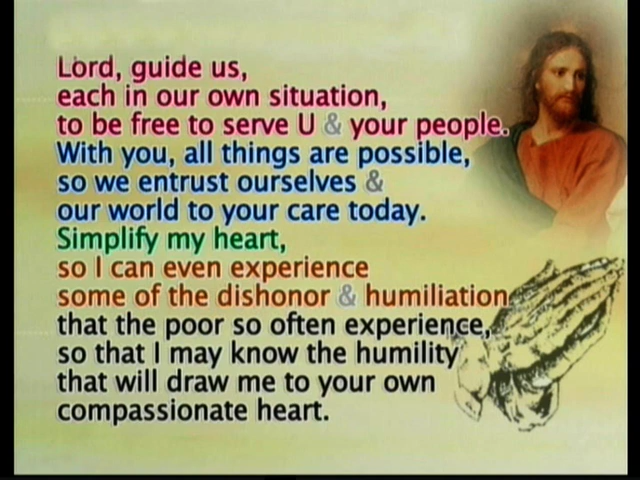 Lord, guide us,
each in our own situation,
to be free to serve U & your people.
With you, all things are possible,
so we entrust ourselves &
our world to your care today.
Simplify my heart,
so I can even experience
some of the dishonor & humiliation
that the poor so often experience,
so that I may know the humility
that will draw me to your own
compassionate heart.